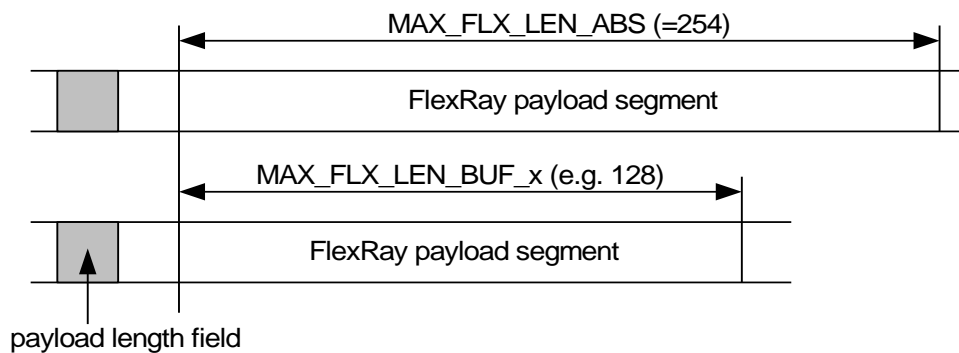 MAX_FLX_LEN_ABS (=254)
FlexRay payload segment
MAX_FLX_LEN_BUF_x (e.g. 128)
FlexRay payload segment
payload length field